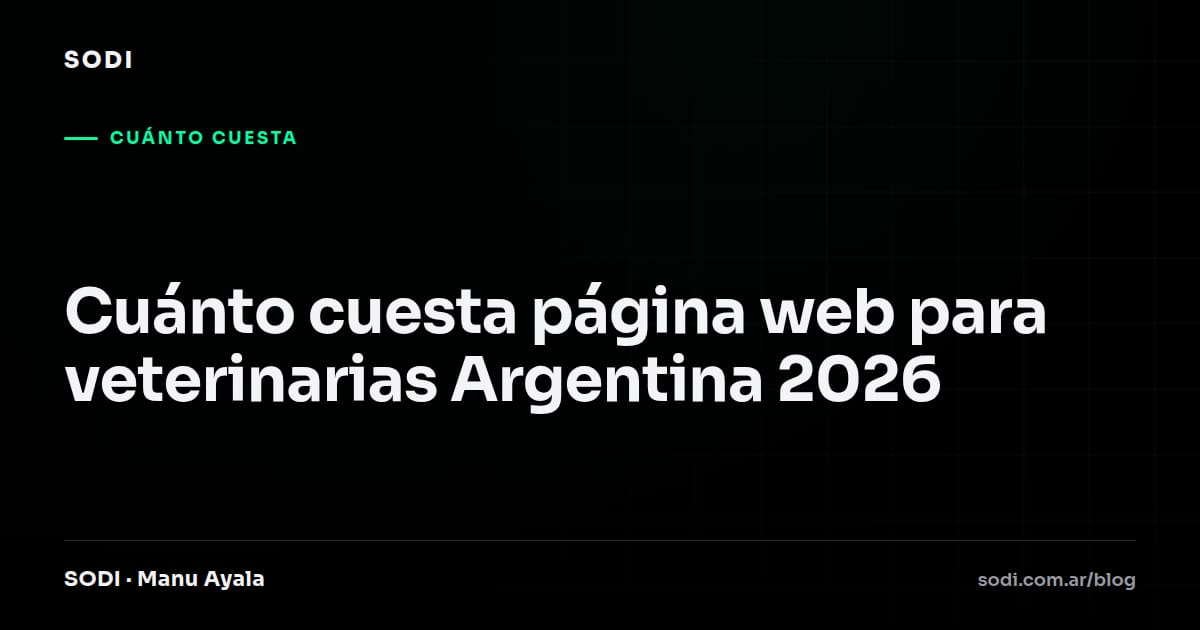 SODI
CUÁNTO CUESTA
Cuánto cuesta página web para
veterinarias Argentina 2026
SODI · Manu Ayala
sodi.com.ar/blog